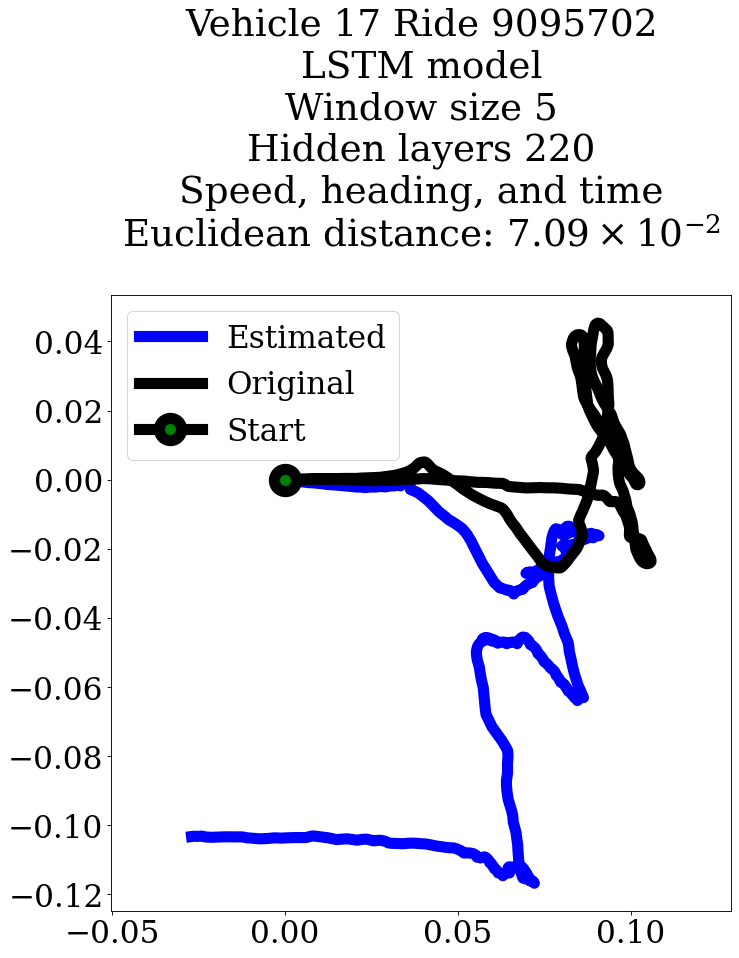 Vehicle 17 Ride 9095702
LSTM model
Window size 5
Hidden layers 220
Speed, heading, and time
Euclidean distance: 7.09 × 10⁻²
Estimated
Original
Start
0.04
0.02
0.00
−0.02
−0.04
−0.06
−0.08
−0.10
−0.12
−0.05 0.00 0.05 0.10